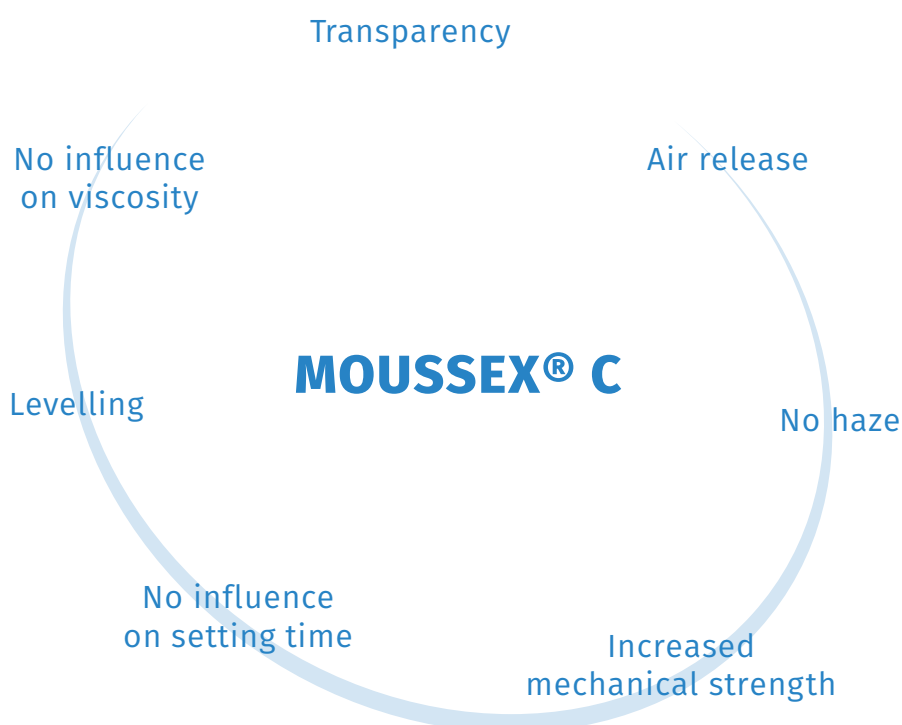 Transparency
No influence
on viscosity
Air release
MOUSSEX® C
Levelling
No haze
No influence
on setting time
Increased
mechanical strength